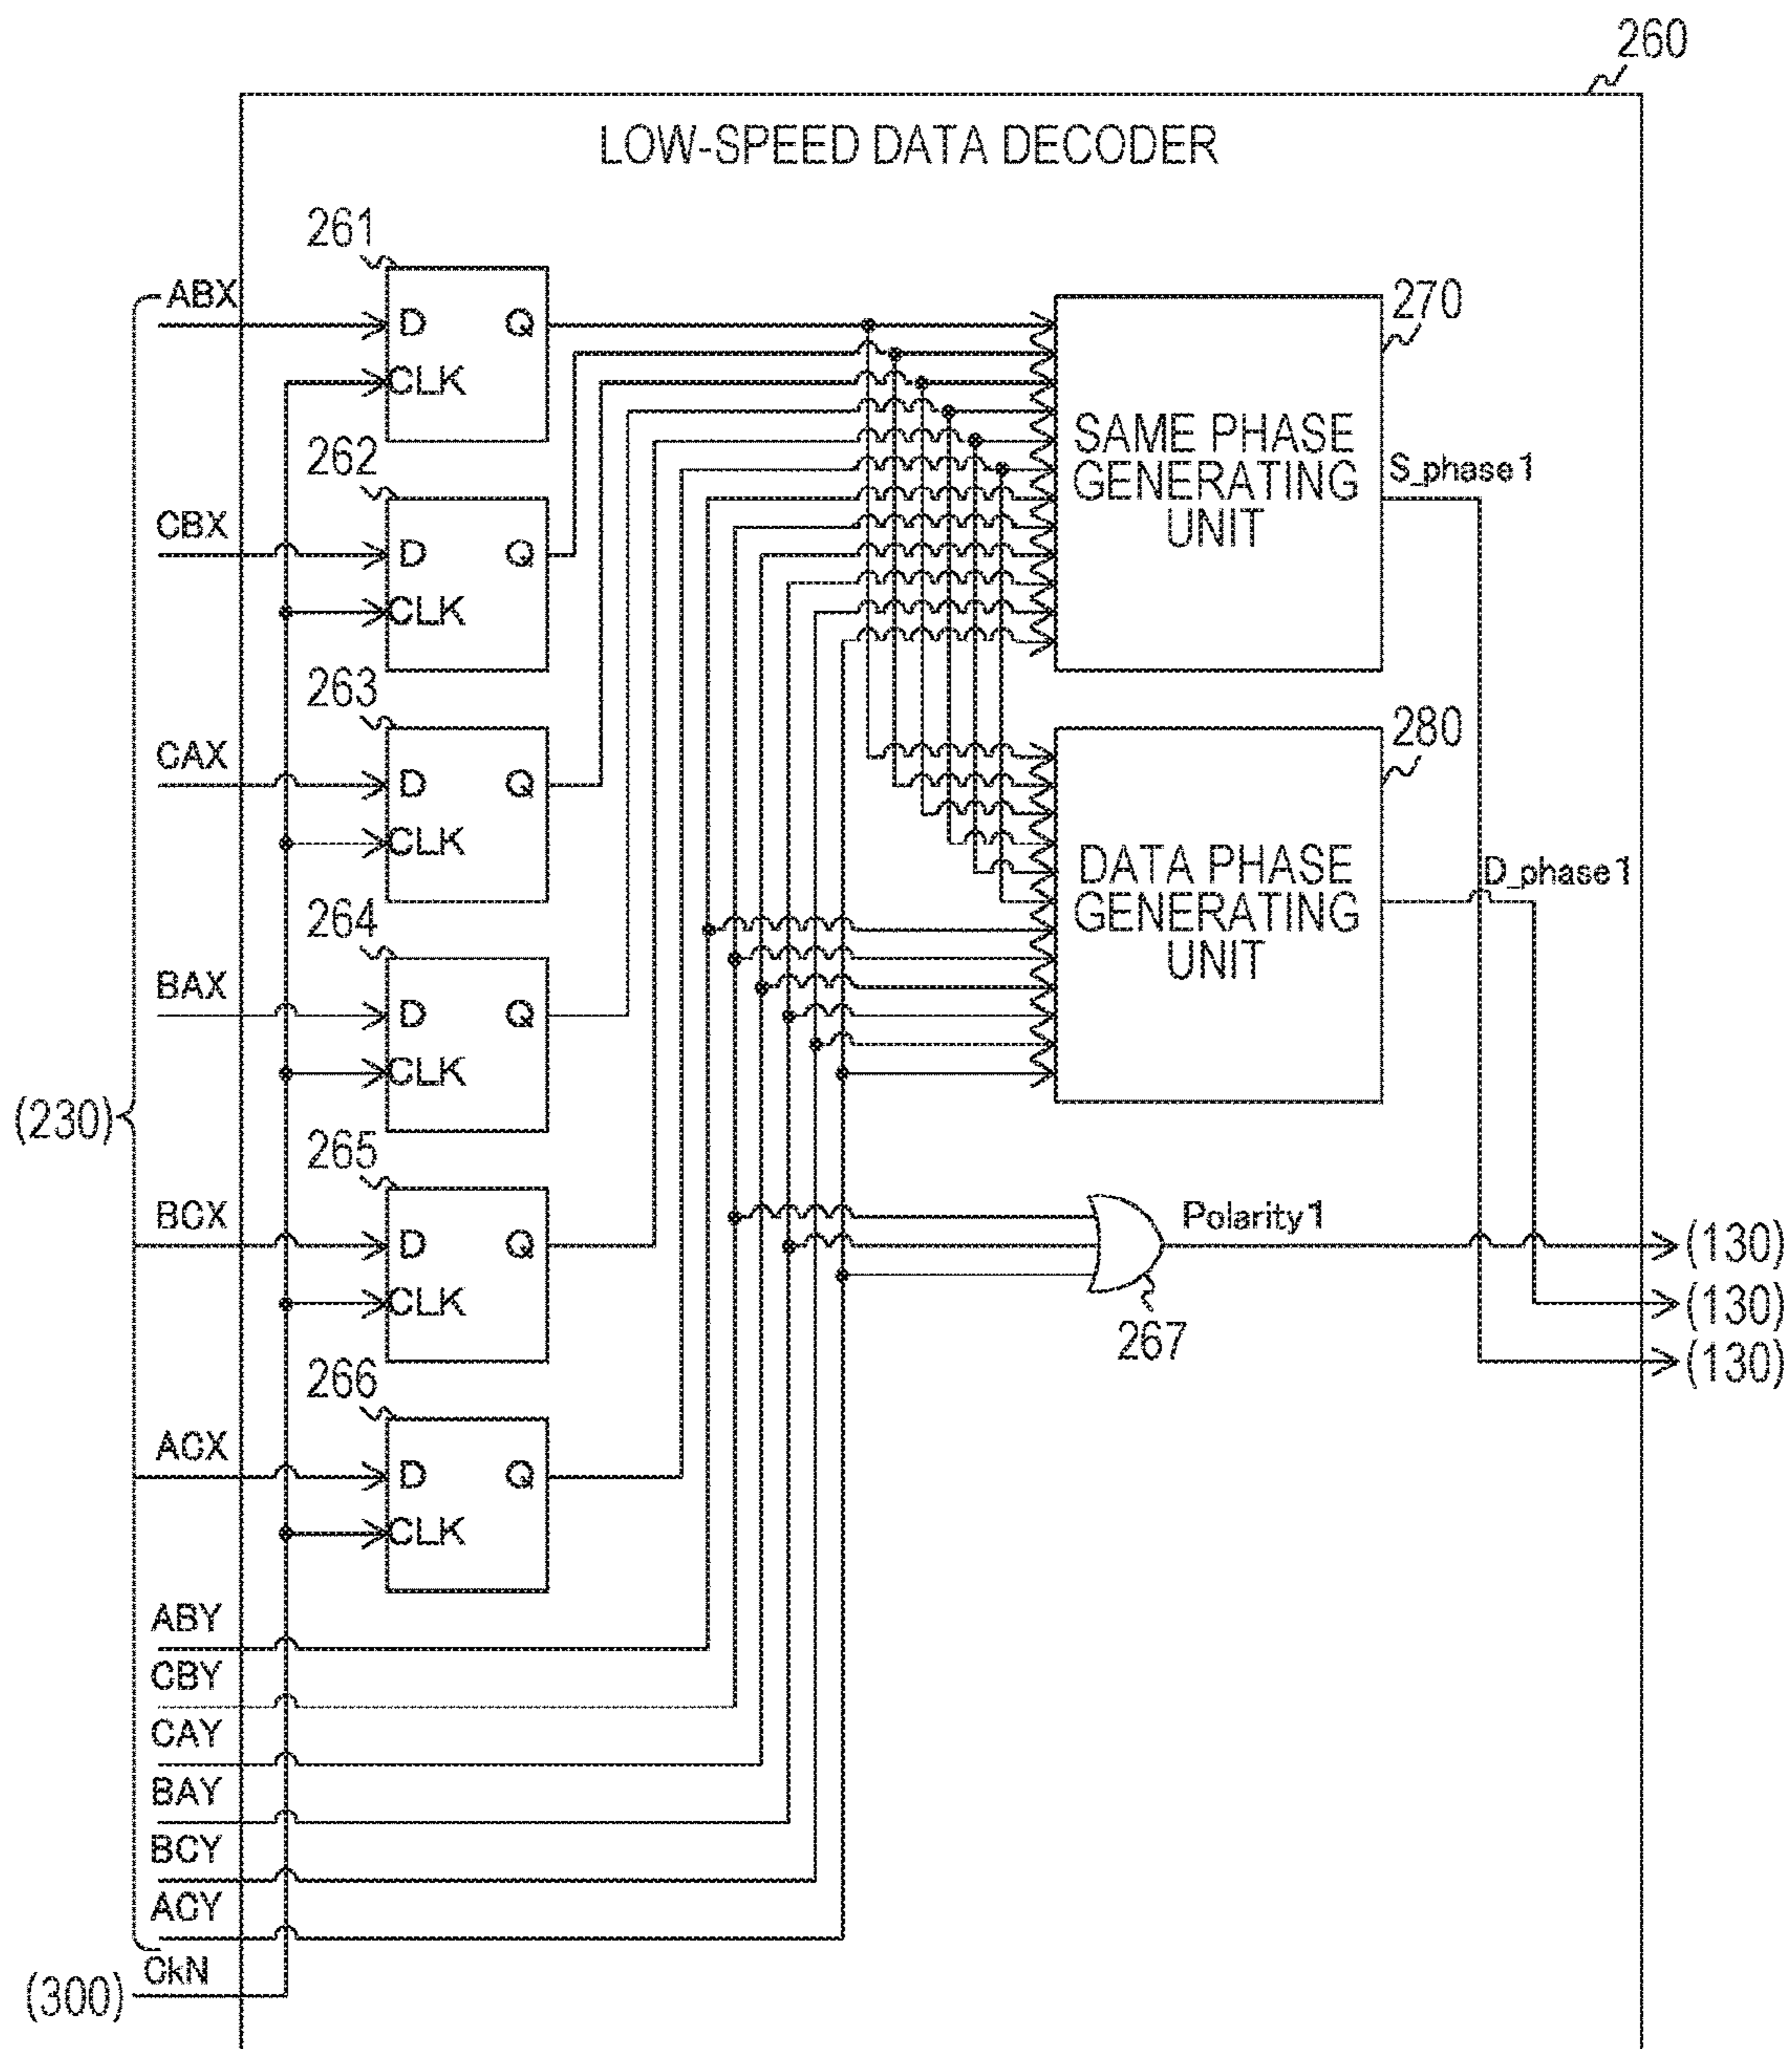 260
LOW-SPEED DATA DECODER
261
ABX
D
Q
CLK
270
SAME PHASE
GENERATING
UNIT
S_phase1
262
CBX
D
Q
CLK
263
CAX
D
Q
CLK
280
DATA PHASE
GENERATING
UNIT
D_phase1
264
BAX
D
Q
CLK
(230)
265
BCX
D
Q
CLK
Polarity1
267
(130)
(130)
(130)
266
ACX
D
Q
CLK
ABY
CBY
CAY
BAY
BCY
ACY
CkN
(300)